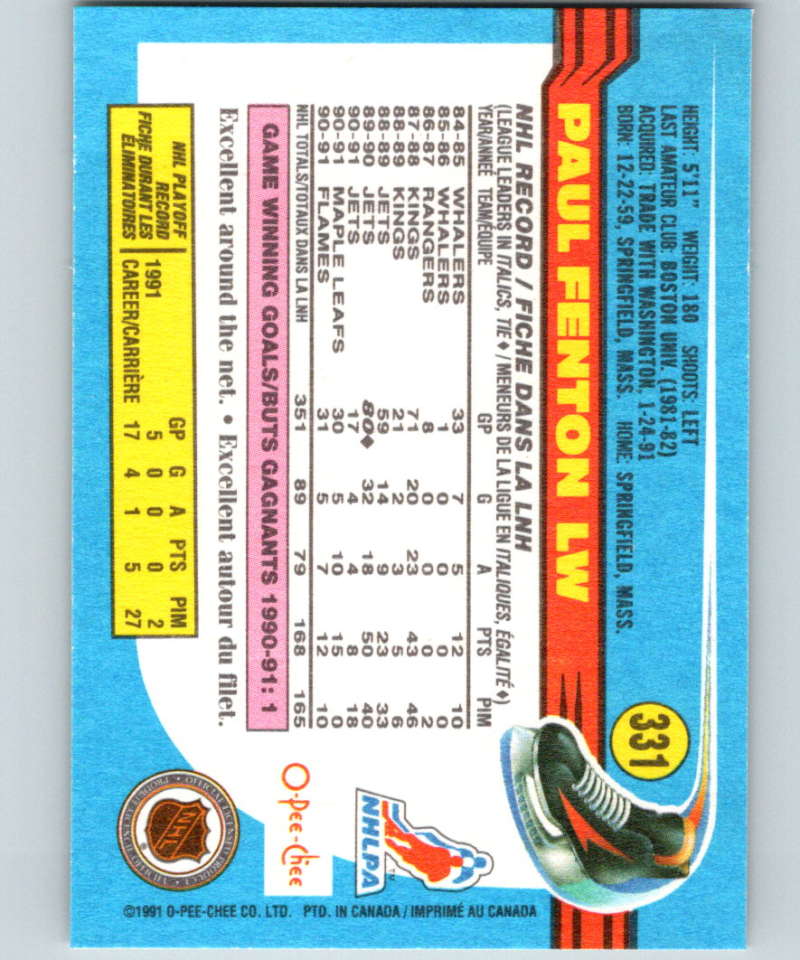 331
HEIGHT: 5'11" WEIGHT: 180 SHOOTS: LEFT
LAST AMATEUR CLUB: BOSTON UNIV. (1981-82)
ACQUIRED: TRADE WITH WASHINGTON, 1-24-91
BORN: 12-22-59, SPRINGFIELD, MASS. HOME: SPRINGFIELD, MASS.
PAUL FENTON LW
NHL RECORD / FICHE DANS LA LNH
(LEAGUE LEADERS IN ITALICS, TIE ♦ / MENEURS DE LA LIGUE EN ITALIQUES, ÉGALITÉ ♦)
YEAR/ANNÉE TEAM/ÉQUIPE GP G A PTS PIM
84-85 WHALERS 33 7 5 12 10
85-86 WHALERS 1 0 0 0 0
86-87 RANGERS 8 0 0 0 2
87-88 KINGS 71 20 23 43 46
88-89 KINGS 21 2 3 5 6
88-89 JETS 59 14 9 23 33
89-90 JETS 80♦ 32 18 50 40
90-91 JETS 17 4 4 8 18
90-91 MAPLE LEAFS 30 5 10 15 0
90-91 FLAMES 31 5 7 12 10
NHL TOTALS/TOTAUX DANS LA LNH 351 89 79 168 165
GAME WINNING GOALS/BUTS GAGNANTS 1990-91: 1
Excellent around the net. • Excellent autour du filet.
NHL PLAYOFF
RECORD
FICHE DURANT LES
ÉLIMINATOIRES
GP G A PTS PIM
1991 5 0 0 0 2
CAREER/CARRIÈRE 17 4 1 5 27
NHLPA
TM
O-Pee-Chee
NHL
OFFICIAL LICENSED PRODUCT
©1991 O-PEE-CHEE CO. LTD. PTD. IN CANADA / IMPRIMÉ AU CANADA